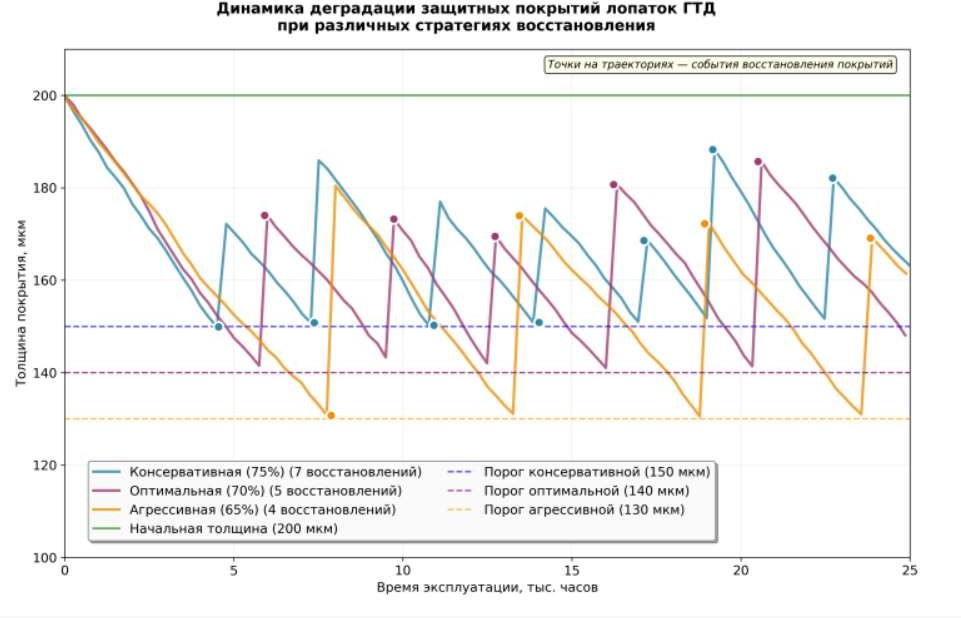 Динамика деградации защитных покрытий лопаток ГТД
при различных стратегиях восстановления
Точки на траекториях — события восстановления покрытий
Толщина покрытия, мкм
200
180
160
140
120
100
Консервативная (75%) (7 восстановлений)
Оптимальная (70%) (5 восстановлений)
Агрессивная (65%) (4 восстановлений)
Начальная толщина (200 мкм)
Порог консервативной (150 мкм)
Порог оптимальной (140 мкм)
Порог агрессивной (130 мкм)
0
5
10
15
20
25
Время эксплуатации, тыс. часов